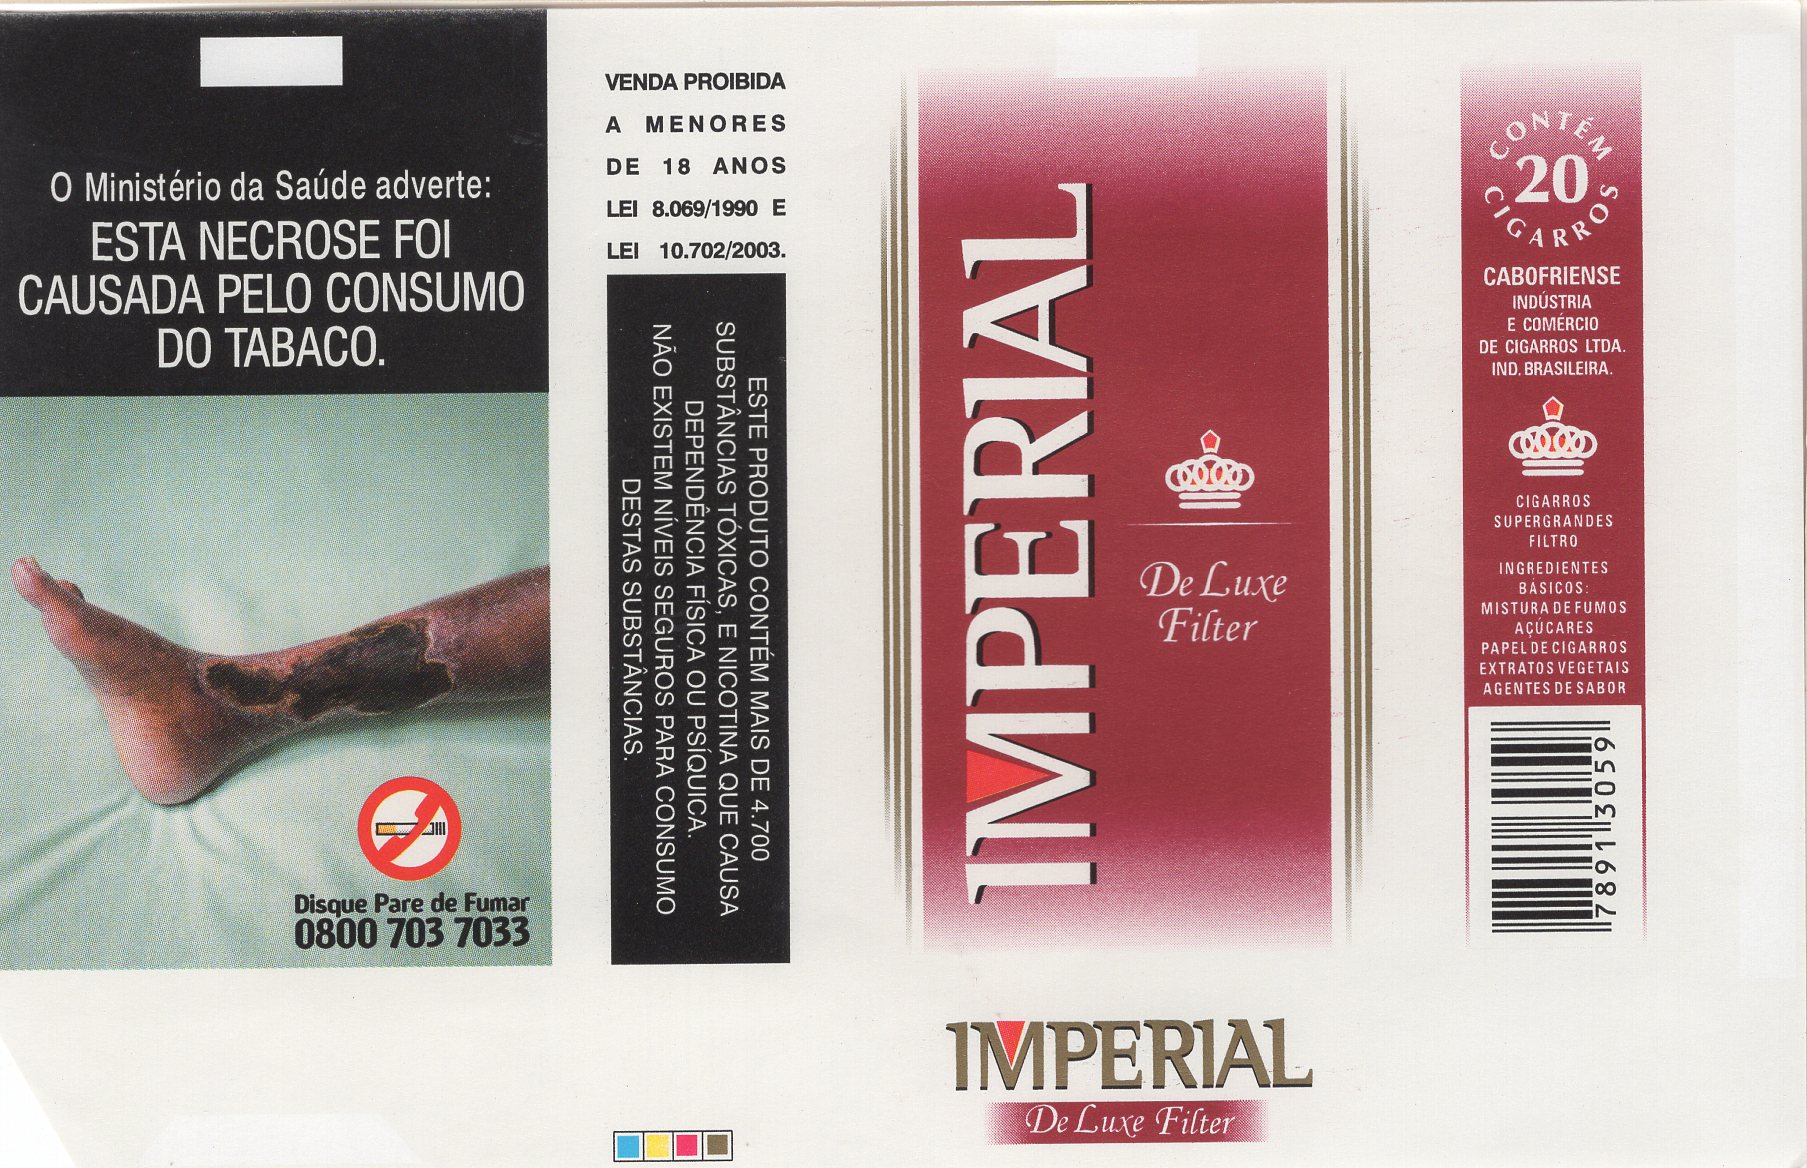 O Ministério da Saúde adverte:
ESTA NECROSE FOI
CAUSADA PELO CONSUMO
DO TABACO.
Disque Pare de Fumar
0800 703 7033
VENDA PROIBIDA
A MENORES
DE 18 ANOS
LEI 8.069/1990 E
LEI 10.702/2003.
ESTE PRODUTO CONTÉM MAIS DE 4.700
SUBSTÂNCIAS TÓXICAS, E NICOTINA QUE CAUSA
DEPENDÊNCIA FÍSICA OU PSÍQUICA.
NÃO EXISTEM NÍVEIS SEGUROS PARA CONSUMO
DESTAS SUBSTÂNCIAS.
IMPERIAL
De Luxe
Filter
IMPERIAL
De Luxe Filter
CONTÉM
20
CIGARROS
CABOFRIENSE
INDÚSTRIA
E COMÉRCIO
DE CIGARROS LTDA.
IND. BRASILEIRA.
CIGARROS
SUPERGRANDES
FILTRO
INGREDIENTES
BÁSICOS:
MISTURA DE FUMOS
AÇÚCARES
PAPEL DE CIGARROS
EXTRATOS VEGETAIS
AGENTES DE SABOR
78913059